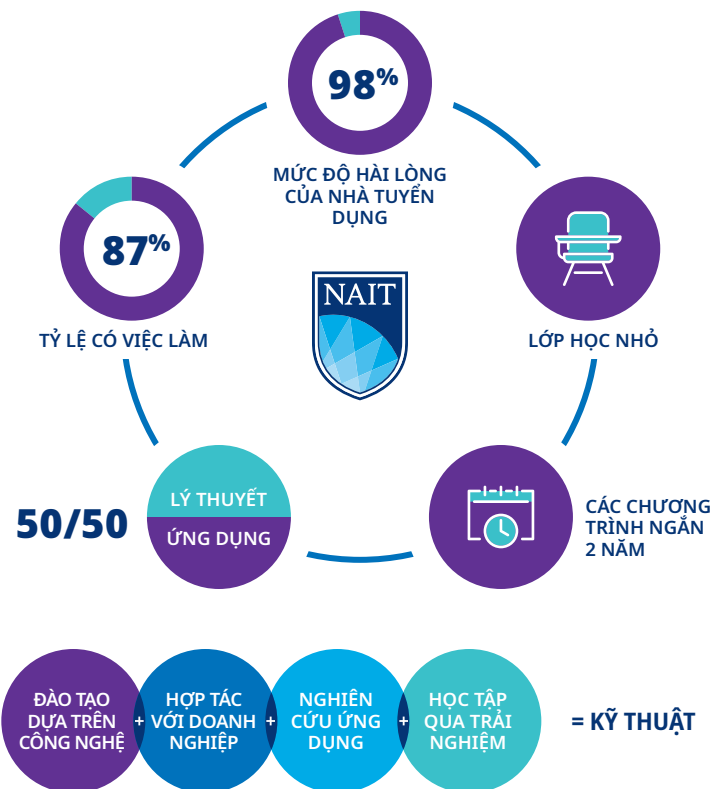 98%
MỨC ĐỘ HÀI LÒNG
CỦA NHÀ TUYỂN
DỤNG
87%
TỶ LỆ CÓ VIỆC LÀM
NAIT
LỚP HỌC NHỎ
50/50
LÝ THUYẾT
ỨNG DỤNG
CÁC CHƯƠNG
TRÌNH NGẮN
2 NĂM
ĐÀO TẠO
DỰA TRÊN
CÔNG NGHỆ
+
HỢP TÁC
VỚI DOANH
NGHIỆP
+
NGHIÊN
CỨU ỨNG
DỤNG
+
HỌC TẬP
QUA TRẢI
NGHIỆM
= KỸ THUẬT